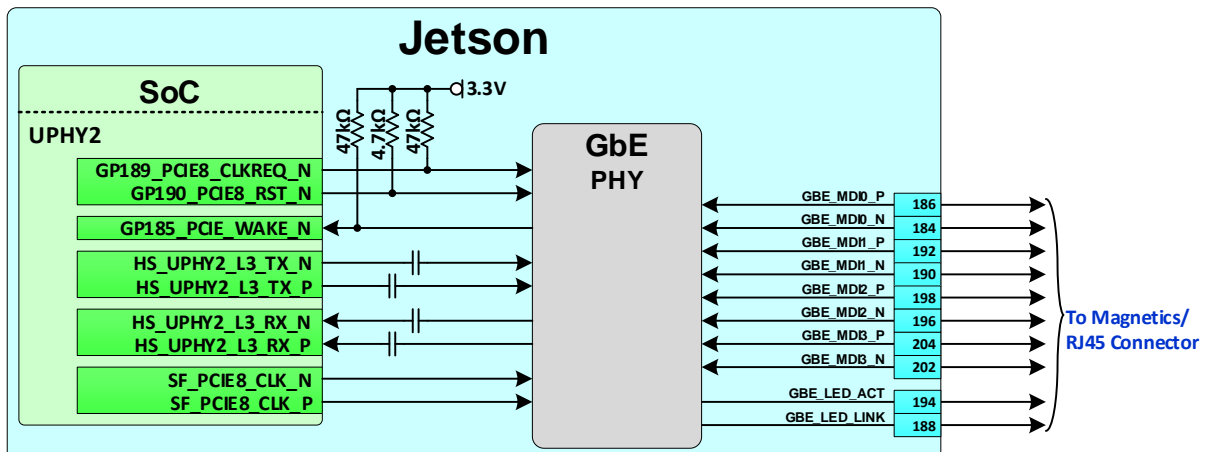 Jetson
SoC
UPHY2
3.3V
47kΩ
4.7kΩ
47kΩ
GP189_PCIE8_CLKREQ_N
GP190_PCIE8_RST_N
GP185_PCIE_WAKE_N
HS_UPHY2_L3_TX_N
HS_UPHY2_L3_TX_P
HS_UPHY2_L3_RX_N
HS_UPHY2_L3_RX_P
SF_PCIE8_CLK_N
SF_PCIE8_CLK_P
GbE
PHY
GBE_MDI0_P 186
GBE_MDI0_N 184
GBE_MDI1_P 192
GBE_MDI1_N 190
GBE_MDI2_P 198
GBE_MDI2_N 196
GBE_MDI3_P 204
GBE_MDI3_N 202
GBE_LED_ACT 194
GBE_LED_LINK 188
To Magnetics/
RJ45 Connector